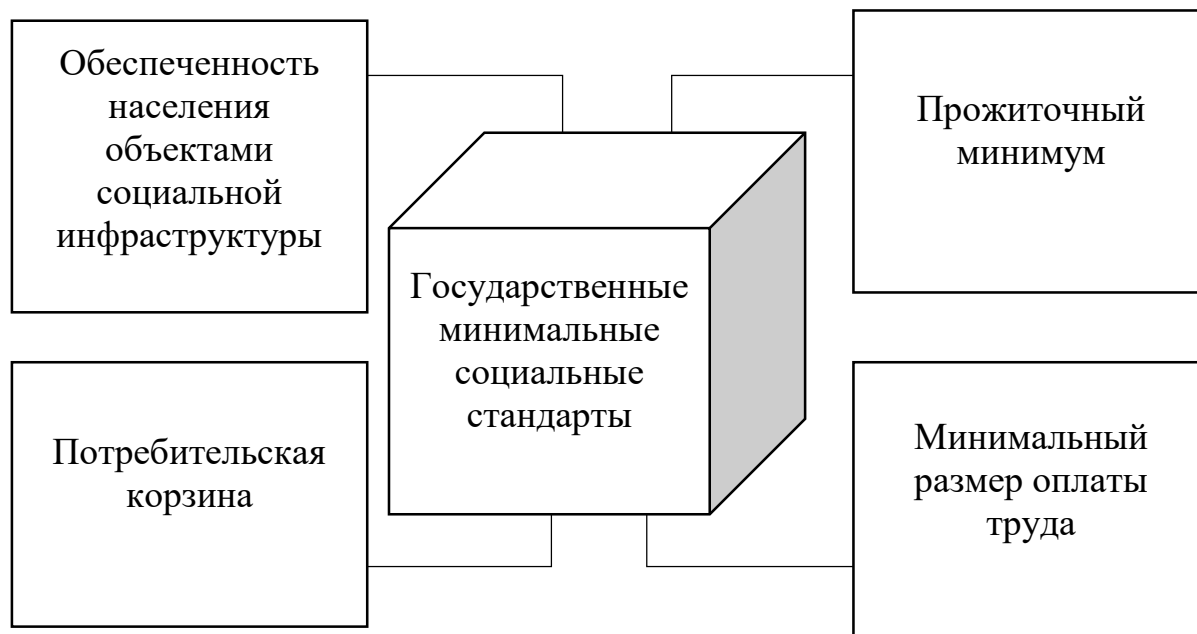 Обеспеченность
населения
объектами
социальной
инфраструктуры
Прожиточный
минимум
Государственные
минимальные
социальные
стандарты
Потребительская
корзина
Минимальный
размер оплаты
труда